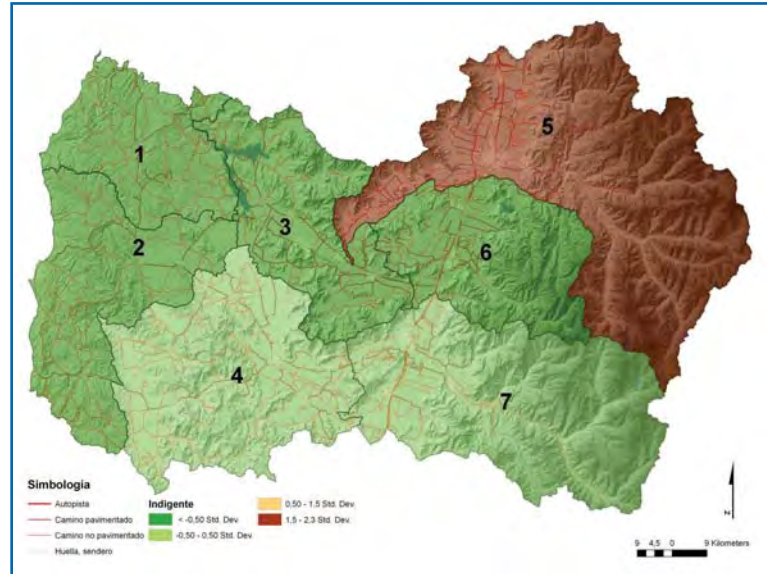 1
2
3
4
5
6
7
Simbologia
Autopista
Camino pavimentado
Camino no pavimentado
Huella, sendero
Indigente
< -0,50 Std. Dev.
-0,50 - 0,50 Std. Dev.
0,50 - 1.5 Std. Dev.
1.5 - 2.3 Std. Dev.
N
9 4,5 0 9 Kilometers